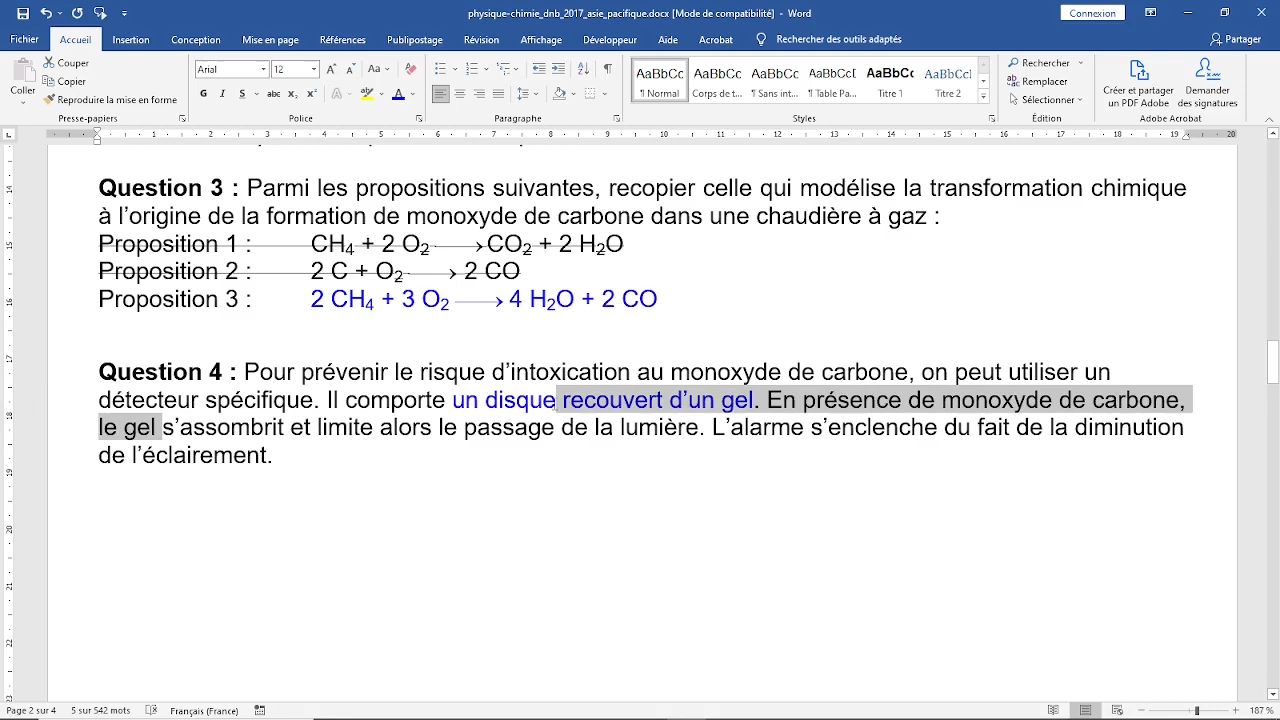 physique-chimie_dnb_2017_asie_pacifique.docx [Mode de compatibilité] - Word
Connexion
Fichier Accueil Insertion Conception Mise en page Références Publipostage Révision Affichage Développeur Aide Acrobat Rechercher des outils adaptés Partager
Coller
Couper
Copier
Reproduire la mise en forme
Presse-papiers
Arial 12
G I S abc x₂ x²
Police
Paragraphe
AaBbCc AaBbCc AaBbCc AaBbCcI AaBbCc AaBbCcI
¶ Normal Corps de t... ¶ Sans int... ¶ Table Pa... Titre 1 Titre 2
Styles
Rechercher
Remplacer
Sélectionner
Édition
Créer et partager un PDF Adobe
Demander des signatures
Adobe Acrobat
Question 3 : Parmi les propositions suivantes, recopier celle qui modélise la transformation chimique
à l’origine de la formation de monoxyde de carbone dans une chaudière à gaz :
Proposition 1 : CH₄ + 2 O₂ → CO₂ + 2 H₂O
Proposition 2 : 2 C + O₂ → 2 CO
Proposition 3 : 2 CH₄ + 3 O₂ → 4 H₂O + 2 CO
Question 4 : Pour prévenir le risque d’intoxication au monoxyde de carbone, on peut utiliser un
détecteur spécifique. Il comporte un disque recouvert d’un gel. En présence de monoxyde de carbone,
le gel s’assombrit et limite alors le passage de la lumière. L’alarme s’enclenche du fait de la diminution
de l’éclairement.
Page 2 sur 4 5 sur 542 mots Français (France) 187 %